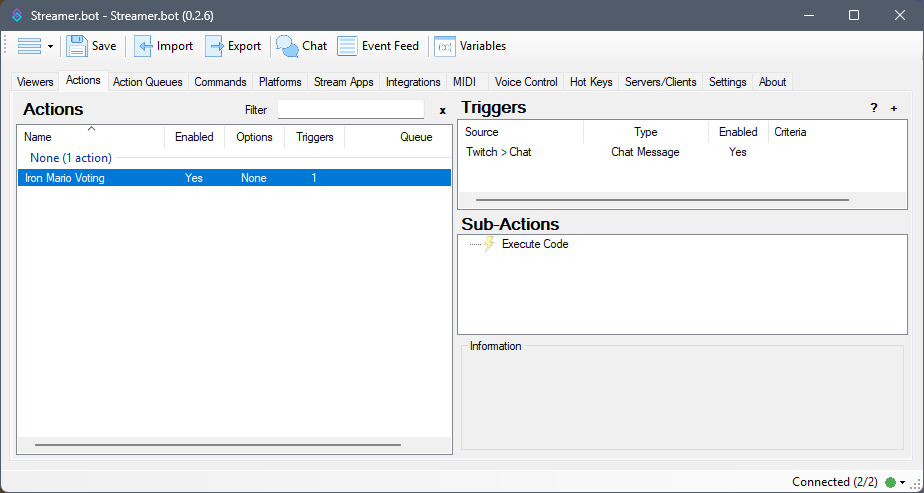 Streamer.bot - Streamer.bot (0.2.6)
Save Import Export Chat Event Feed Variables
Viewers Actions Action Queues Commands Platforms Stream Apps Integrations MIDI Voice Control Hot Keys Servers/Clients Settings About
Actions Filter x
Name Enabled Options Triggers Queue
None (1 action)
Iron Mario Voting Yes None 1
Triggers ? +
Source Type Enabled Criteria
Twitch > Chat Chat Message Yes
Sub-Actions
Execute Code
Information
Connected (2/2)